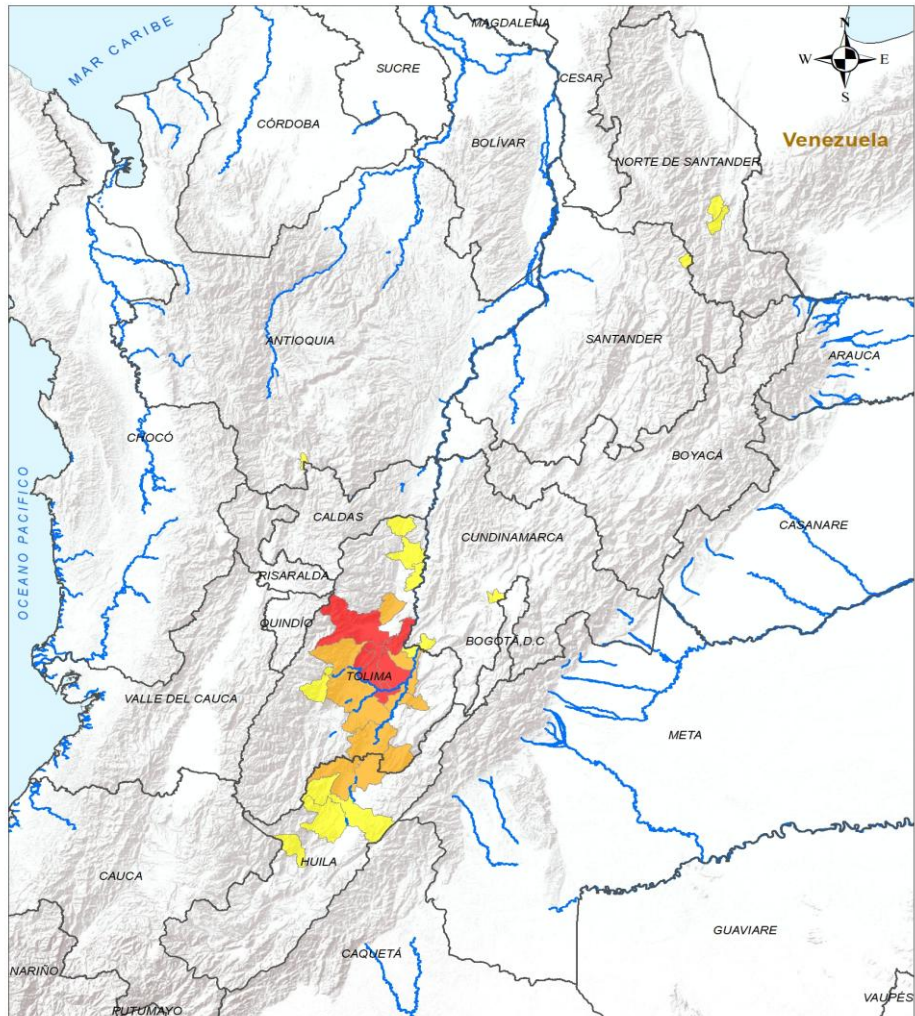 MAGDALENA
MAR CARIBE
N
W
E
S
SUCRE
CESAR
CÓRDOBA
BOLÍVAR
Venezuela
NORTE DE SANTANDER
ANTIOQUIA
SANTANDER
ARAUCA
CHOCÓ
BOYACÁ
OCEANO PACIFICO
CALDAS
CUNDINAMARCA
CASANARE
RISARALDA
QUINDÍO
BOGOTÁ,D.C
TOLIMA
VALLE DEL CAUCA
META
HUILA
CAUCA
GUAVIARE
CAQUETÁ
NARIÑO
VAUPÉS
PUTUMAYO